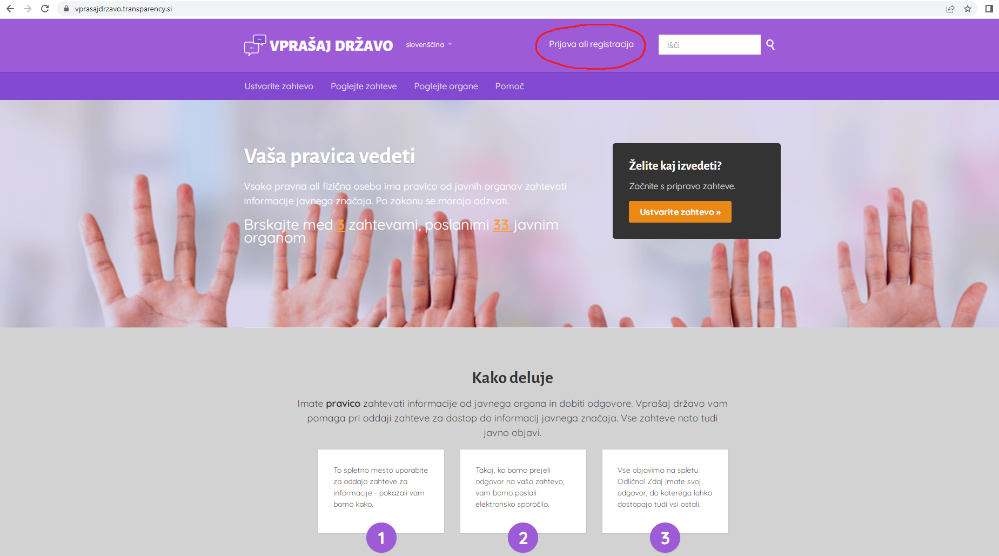 vprasajdrzavo.transparency.si
VPRAŠAJ DRŽAVO
slovenščina
Prijava ali registracija
Išči
Ustvarite zahtevo
Poglejte zahteve
Poglejte organe
Pomoč
Vaša pravica vedeti
Vsaka pravna ali fizična oseba ima pravico od javnih organov zahtevati
informacije javnega značaja. Po zakonu se morajo odzvati.
Brskajte med 3 zahtevami, poslanimi 33 javnim
organom
Želite kaj izvedeti?
Začnite s pripravo zahteve.
Ustvarite zahtevo »
Kako deluje
Imate pravico zahtevati informacije od javnega organa in dobiti odgovore. Vprašaj državo vam
pomaga pri oddaji zahteve za dostop do informacij javnega značaja. Vse zahteve nato tudi
javno objavi.
To spletno mesto uporabite
za oddajo zahteve za
informacije - pokazali vam
bomo kako.
1
Takoj, ko bomo prejeli
odgovor na vašo zahtevo,
vam bomo poslali
elektronsko sporočilo.
2
Vse objavimo na spletu.
Odlično! Zdaj imate svoj
odgovor, do katerega lahko
dostopajo tudi vsi ostali.
3